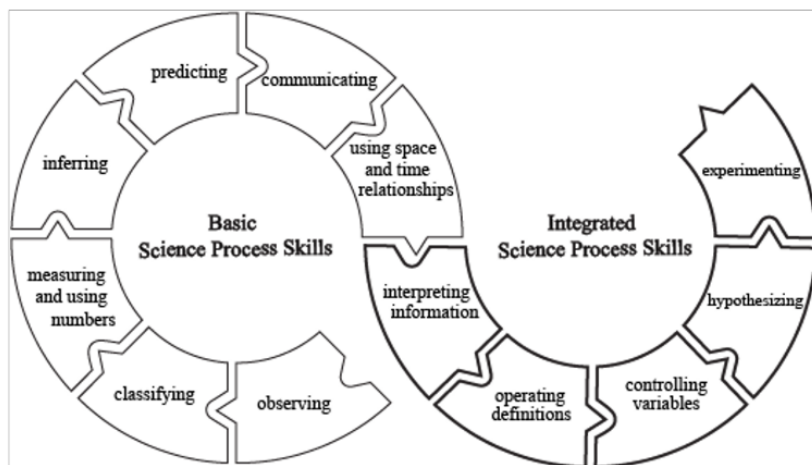 predicting
communicating
inferring
using space
and time
relationships
experimenting
Basic
Science Process Skills
Integrated
Science Process Skills
measuring
and using
numbers
interpreting
information
hypothesizing
classifying
observing
operating
definitions
controlling
variables